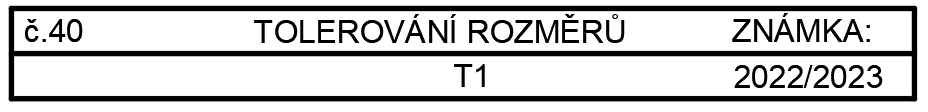 č.40 TOLEROVÁNÍ ROZMĚRŮ ZNÁMKA:
T1 2022/2023